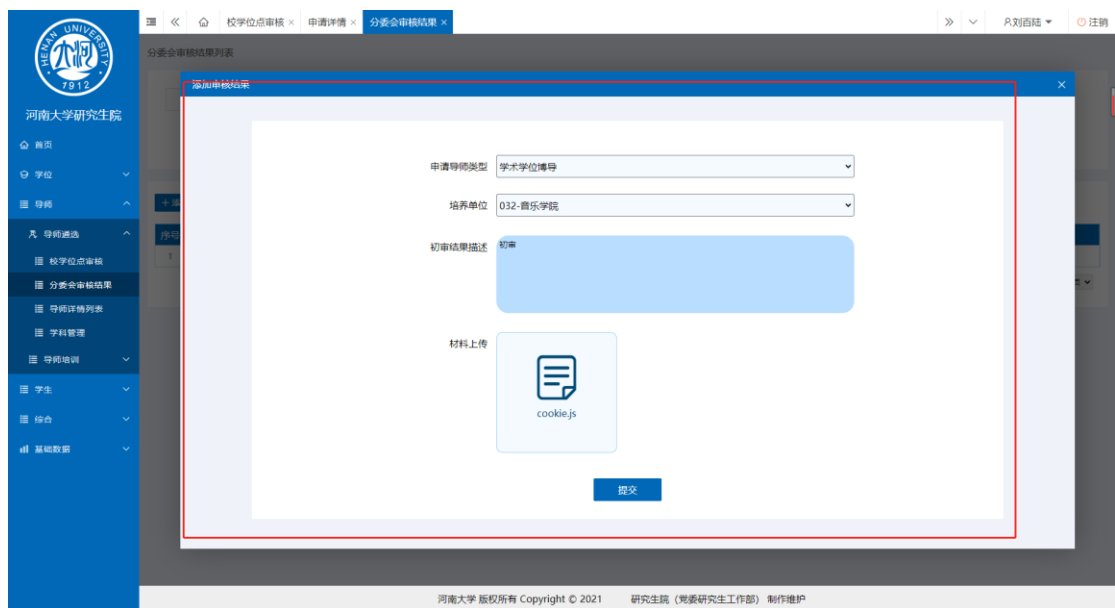 HENAN UNIVERSITY
1912
河南大学研究生院
首页
学位
导师
导师遴选
校学位点审核
分委会审核结果
导师详情列表
学科管理
导师培训
学生
综合
基础数据
校学位点审核 ×
申请详情 ×
分委会审核结果 ×
刘百陆
注销
分委会审核结果列表
序号
1
添加审核结果
申请导师类型 学术学位博导
培养单位 032-音乐学院
初审结果描述 初审
材料上传
cookie.js
提交
河南大学 版权所有 Copyright © 2021 研究生院（党委研究生工作部） 制作维护